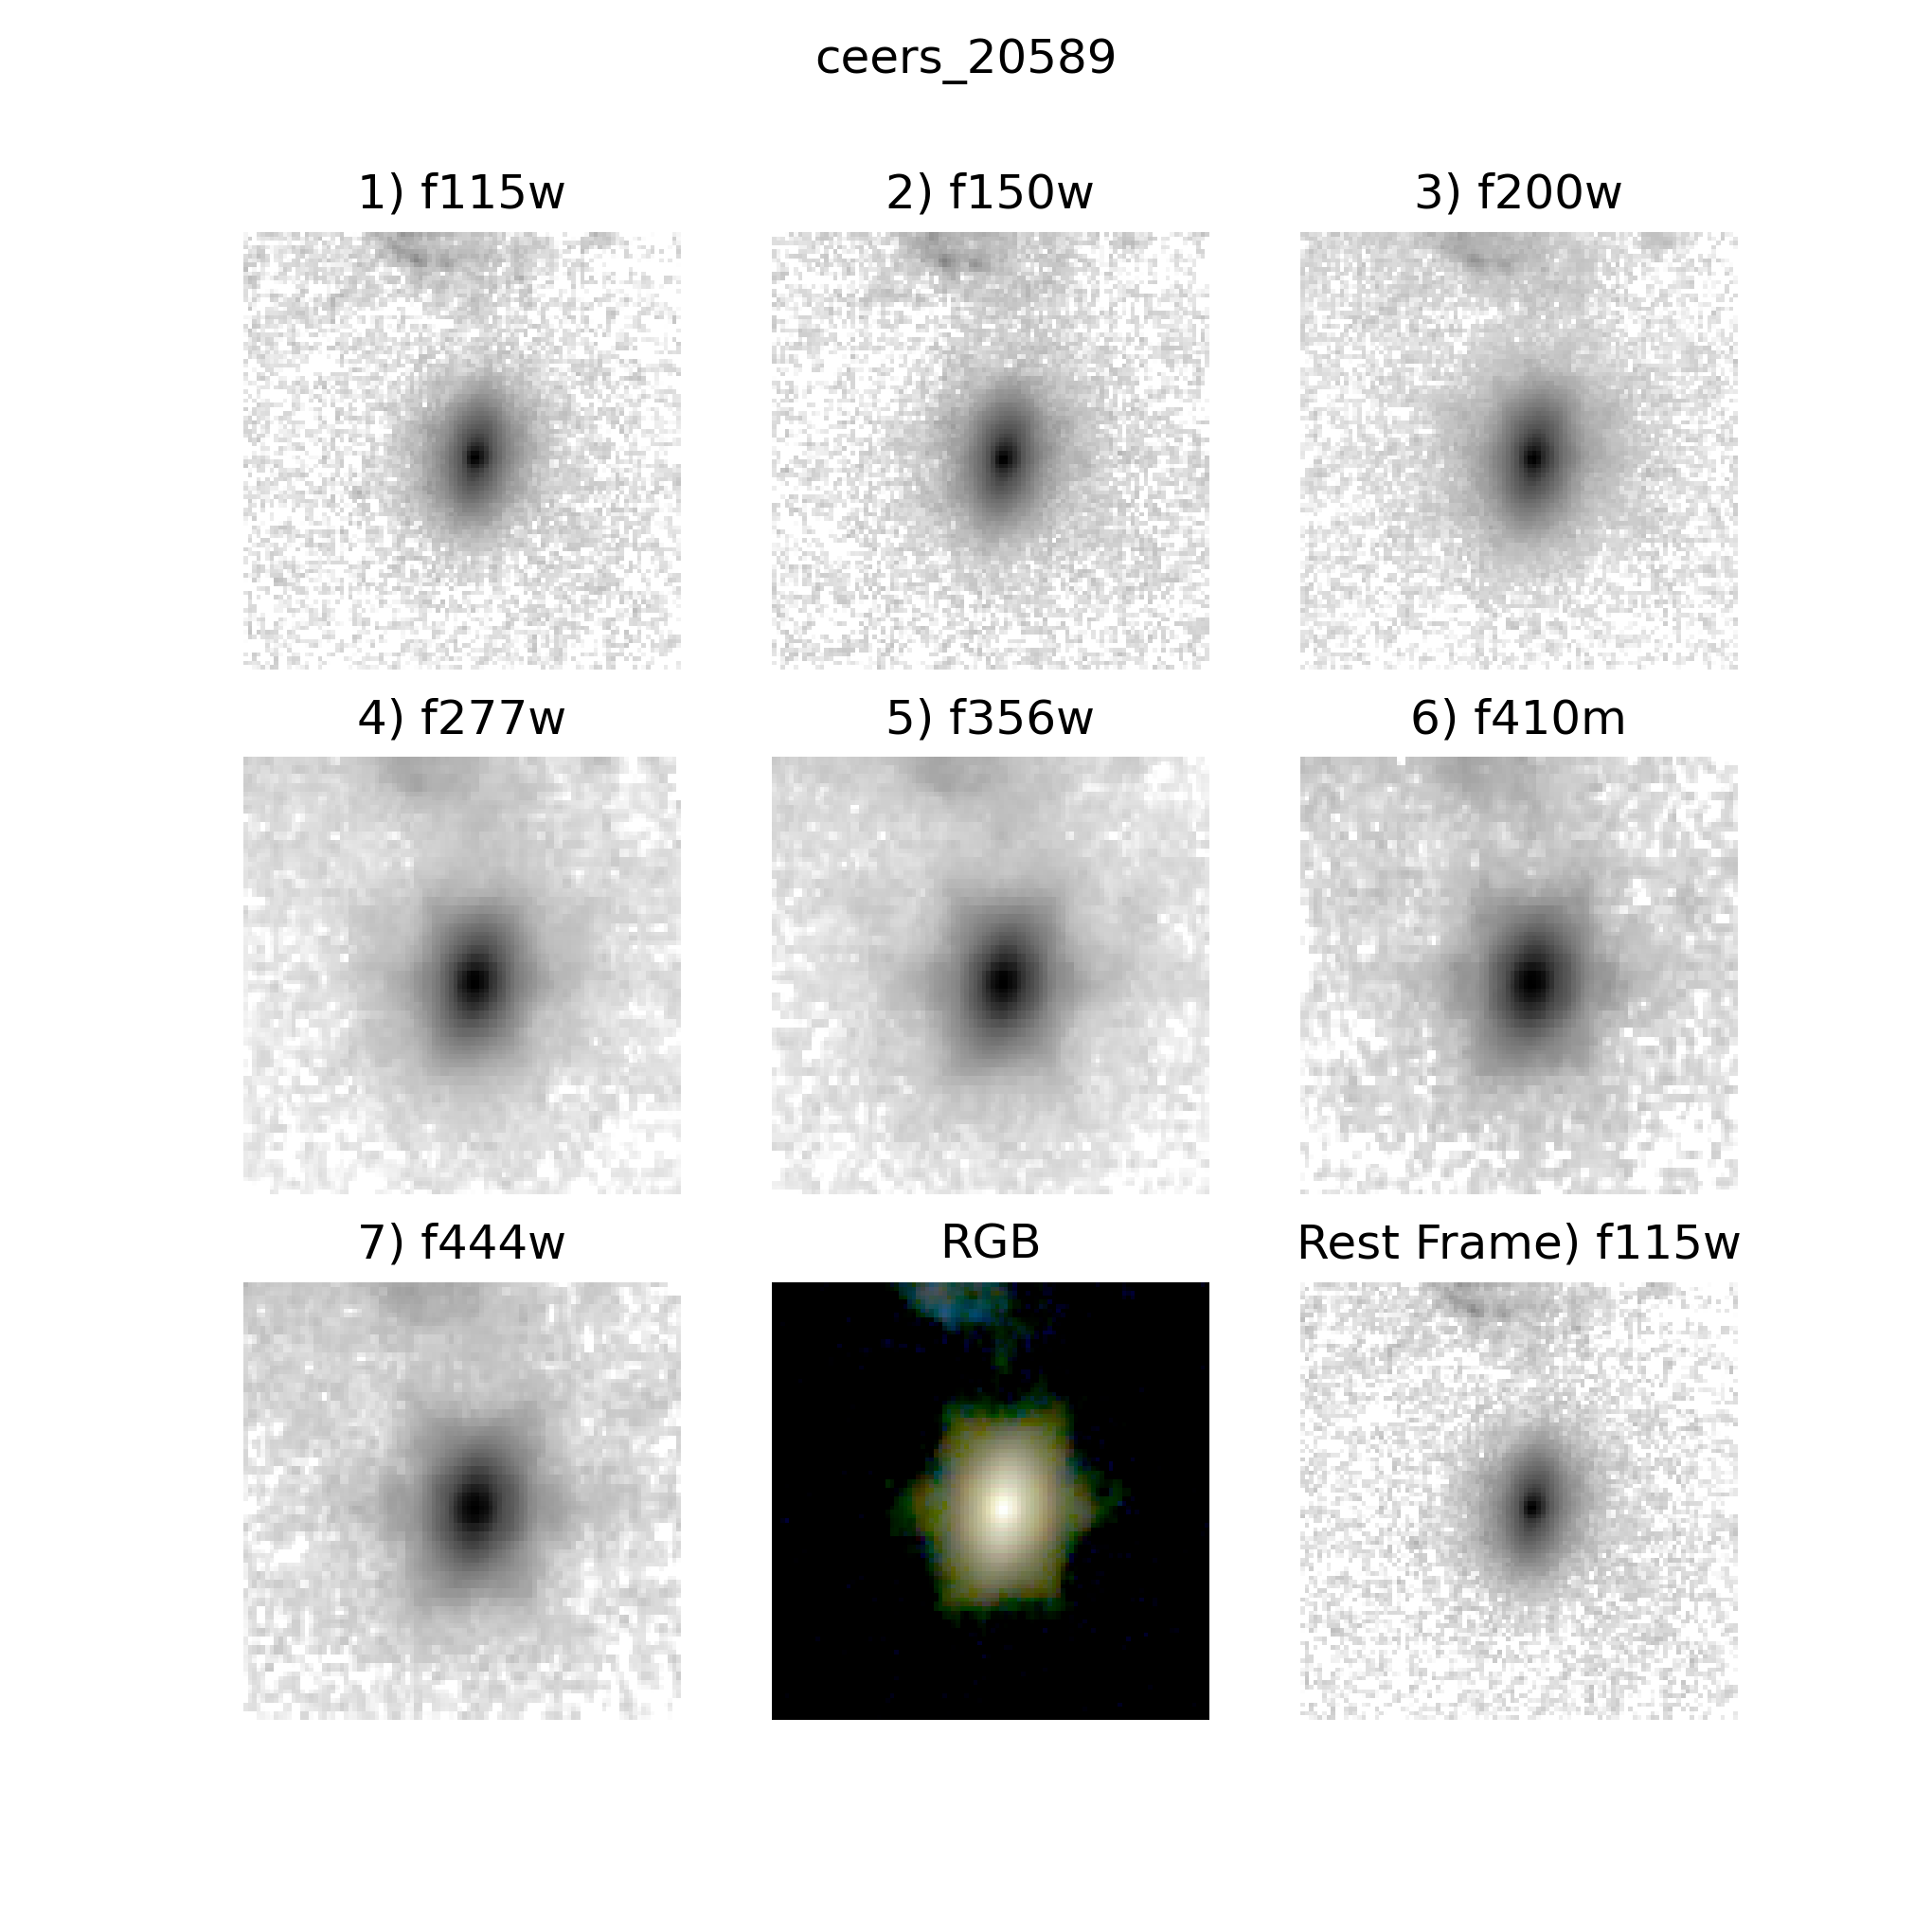 ceers_20589
1) f115w
2) f150w
3) f200w
4) f277w
5) f356w
6) f410m
7) f444w
RGB
Rest Frame) f115w